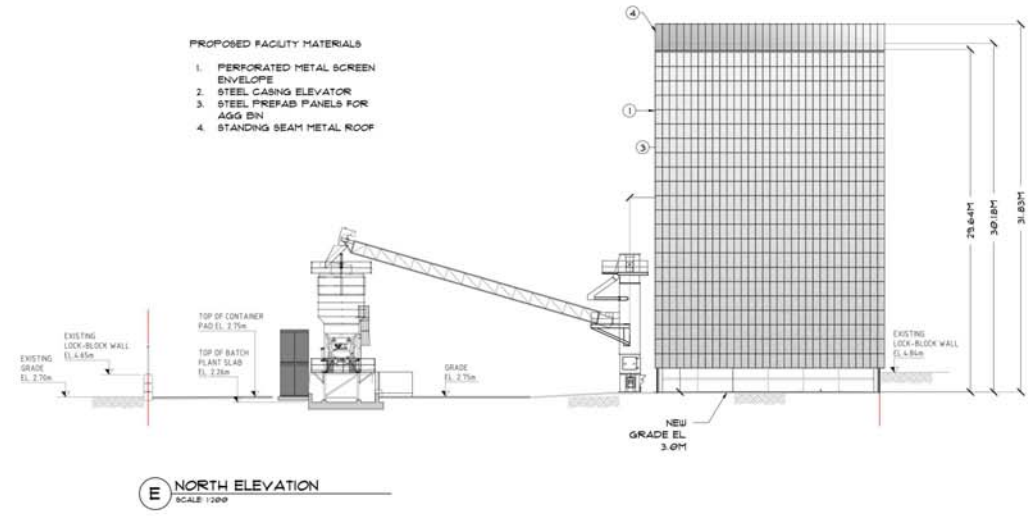 4
PROPOSED FACILITY MATERIALS
1. PERFORATED METAL SCREEN
ENVELOPE
2. STEEL CASING ELEVATOR
3. STEEL PREFAB PANELS FOR
AGG BIN
4. STANDING SEAM METAL ROOF
1
3
29.64M
30.18M
31.83M
EXISTING
GRADE
EL 2.70m
EXISTING
LOCK-BLOCK WALL
EL 4.65m
TOP OF CONTAINER
PAD EL 2.75m
TOP OF BATCH
PLANT SLAB
EL 2.26m
GRADE
EL 2.75m
EXISTING
LOCK-BLOCK WALL
EL 4.84m
NEW
GRADE EL
3.0M
E
NORTH ELEVATION
SCALE: 1:200